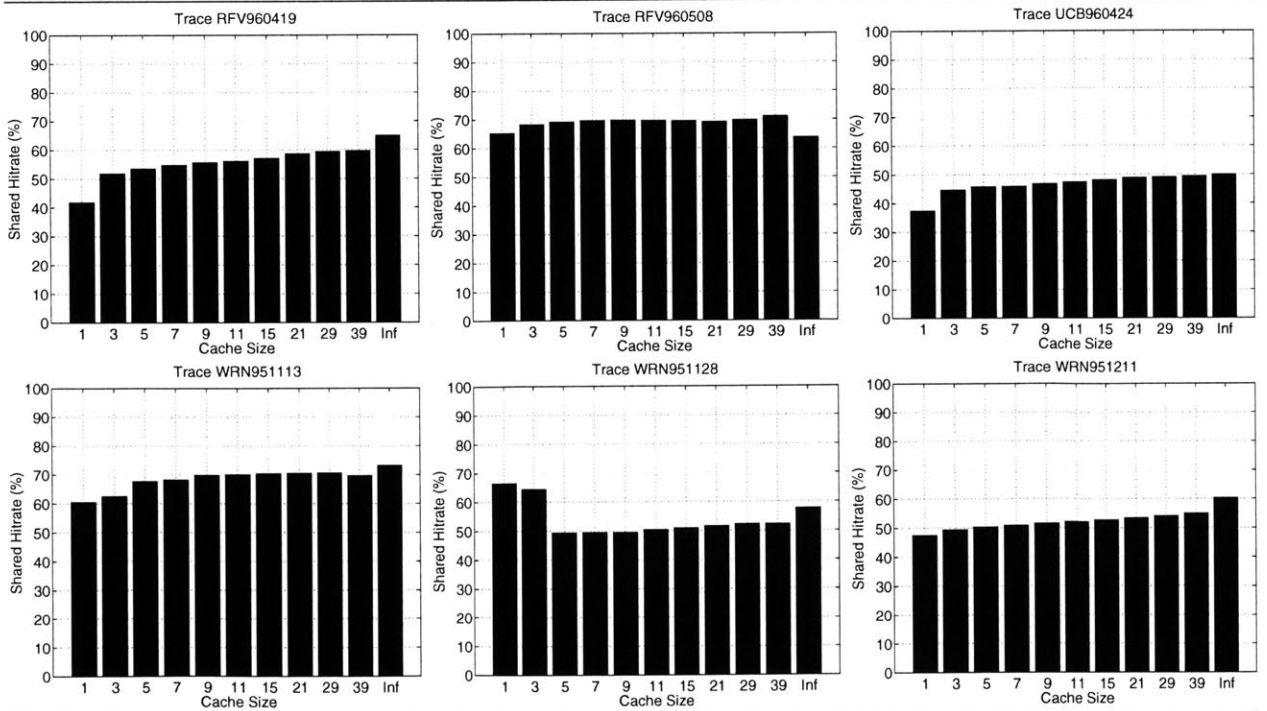 Trace RFV960419
100
90
80
70
60
50
40
30
20
10
0
Shared Hitrate (%)
1 3 5 7 9 11 15 21 29 39 Inf
Cache Size
Trace RFV960508
100
90
80
70
60
50
40
30
20
10
0
Shared Hitrate (%)
1 3 5 7 9 11 15 21 29 39 Inf
Cache Size
Trace UCB960424
100
90
80
70
60
50
40
30
20
10
0
Shared Hitrate (%)
1 3 5 7 9 11 15 21 29 39 Inf
Cache Size
Trace WRN951113
100
90
80
70
60
50
40
30
20
10
0
Shared Hitrate (%)
1 3 5 7 9 11 15 21 29 39 Inf
Cache Size
Trace WRN951128
100
90
80
70
60
50
40
30
20
10
0
Shared Hitrate (%)
1 3 5 7 9 11 15 21 29 39 Inf
Cache Size
Trace WRN951211
100
90
80
70
60
50
40
30
20
10
0
Shared Hitrate (%)
1 3 5 7 9 11 15 21 29 39 Inf
Cache Size